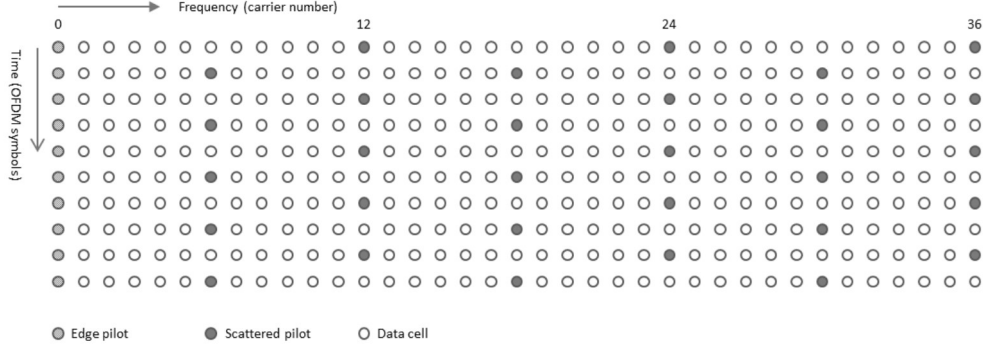 Frequency (carrier number)
0 12 24 36
Time (OFDM symbols)
Edge pilot Scattered pilot Data cell